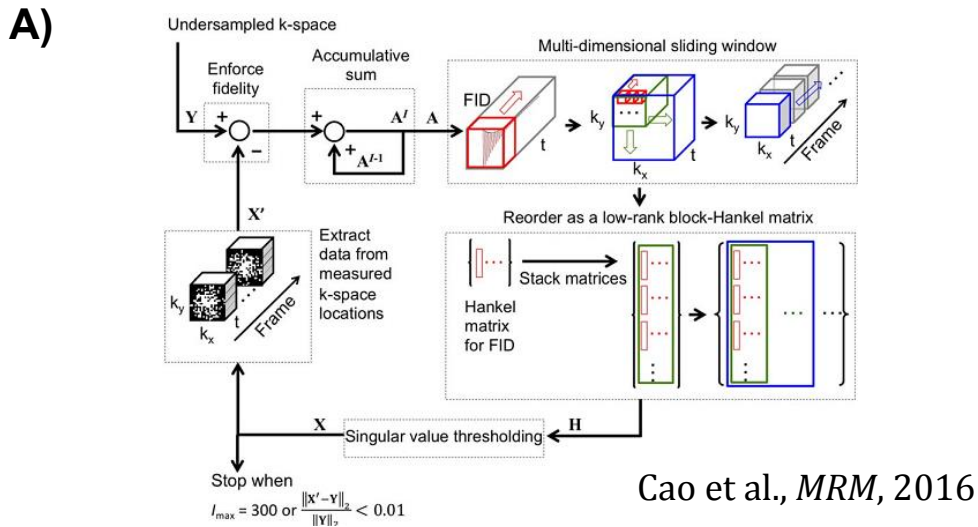 A)
Undersampled k-space
Enforce
fidelity
Accumulative
sum
Multi-dimensional sliding window
Y
+
−
+
+
A^I
A^{I-1}
A
FID
t
k_y
...
k_x
t
k_y
k_x
t
Frame
...
X′
Extract
data from
measured
k-space
locations
k_y
k_x
t
...
Frame
Reorder as a low-rank block-Hankel matrix
{ ... }
Stack matrices
Hankel
matrix
for FID
X
Singular value thresholding
H
Stop when
I_max = 300 or ‖X′−Y‖₂ / ‖Y‖₂ < 0.01
Cao et al., MRM, 2016